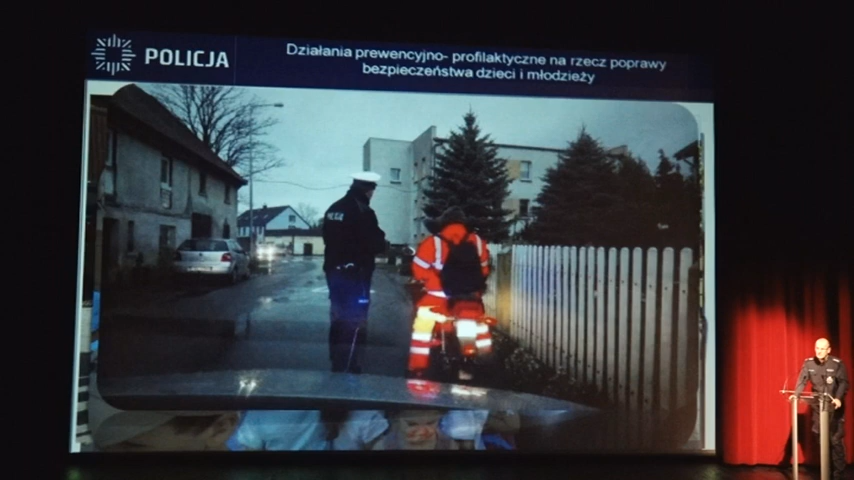 POLICJA
Działania prewencyjno- profilaktyczne na rzecz poprawy
bezpieczeństwa dzieci i młodzieży